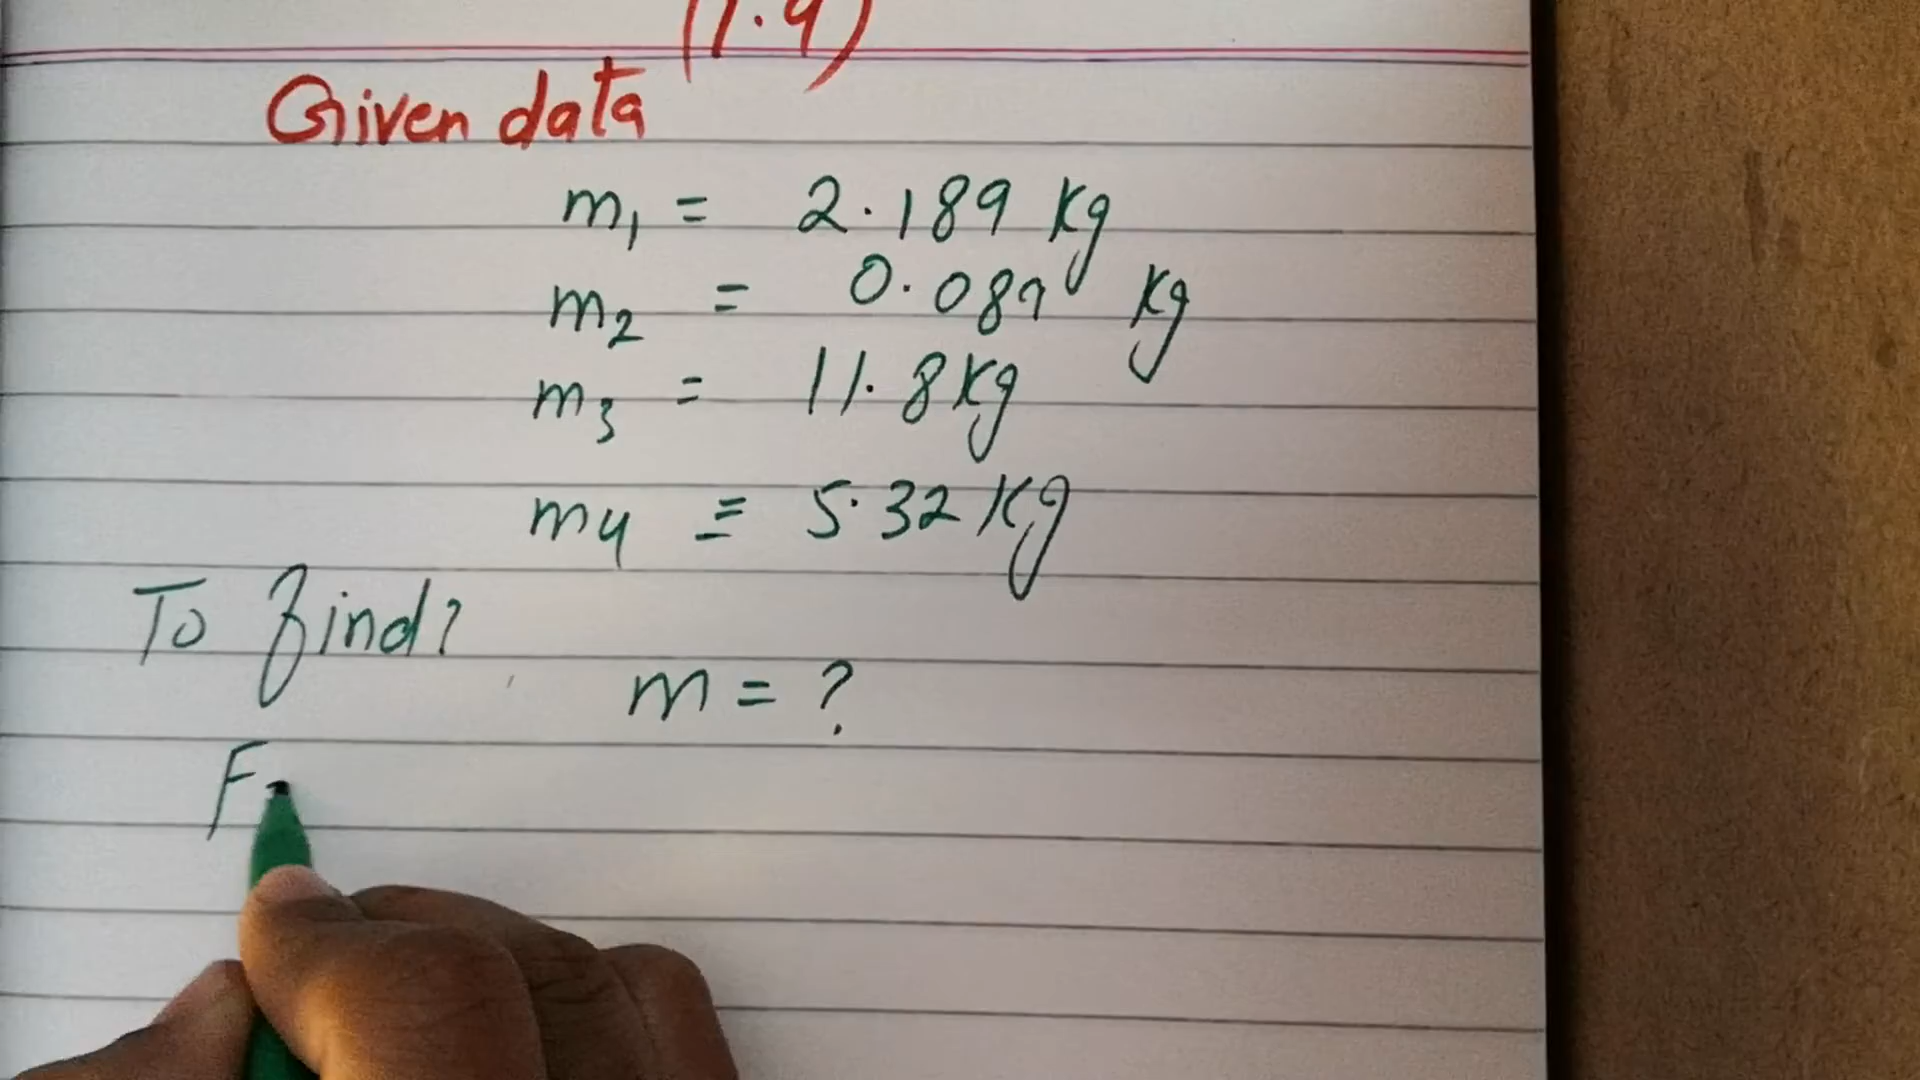 (1.4)
Given data
m₁ = 2.189 kg
m₂ = 0.089 kg
m₃ = 11.8 kg
m4 = 5.32 kg
To find?
m = ?
F